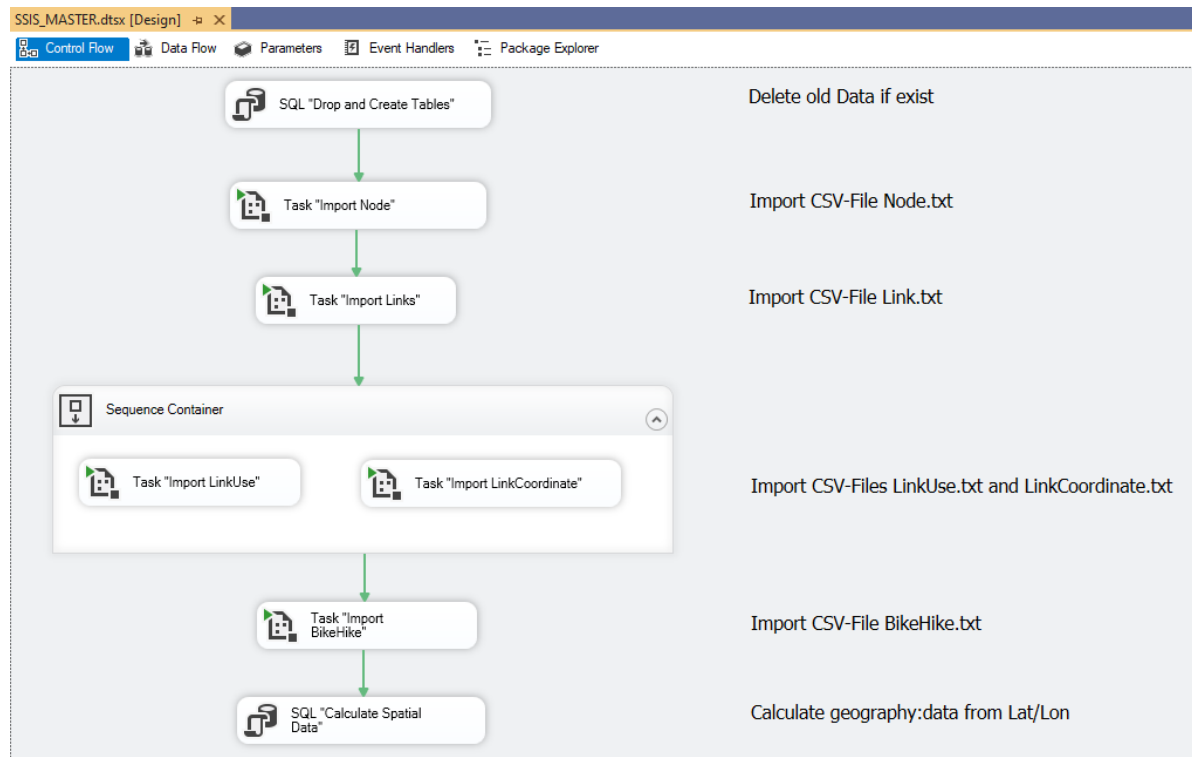 SSIS_MASTER.dtsx [Design]
Control Flow Data Flow Parameters Event Handlers Package Explorer
SQL "Drop and Create Tables"
Delete old Data if exist
Task "Import Node"
Import CSV-File Node.txt
Task "Import Links"
Import CSV-File Link.txt
Sequence Container
Task "Import LinkUse"
Task "Import LinkCoordinate"
Import CSV-Files LinkUse.txt and LinkCoordinate.txt
Task "Import
BikeHike"
Import CSV-File BikeHike.txt
SQL "Calculate Spatial
Data"
Calculate geography:data from Lat/Lon